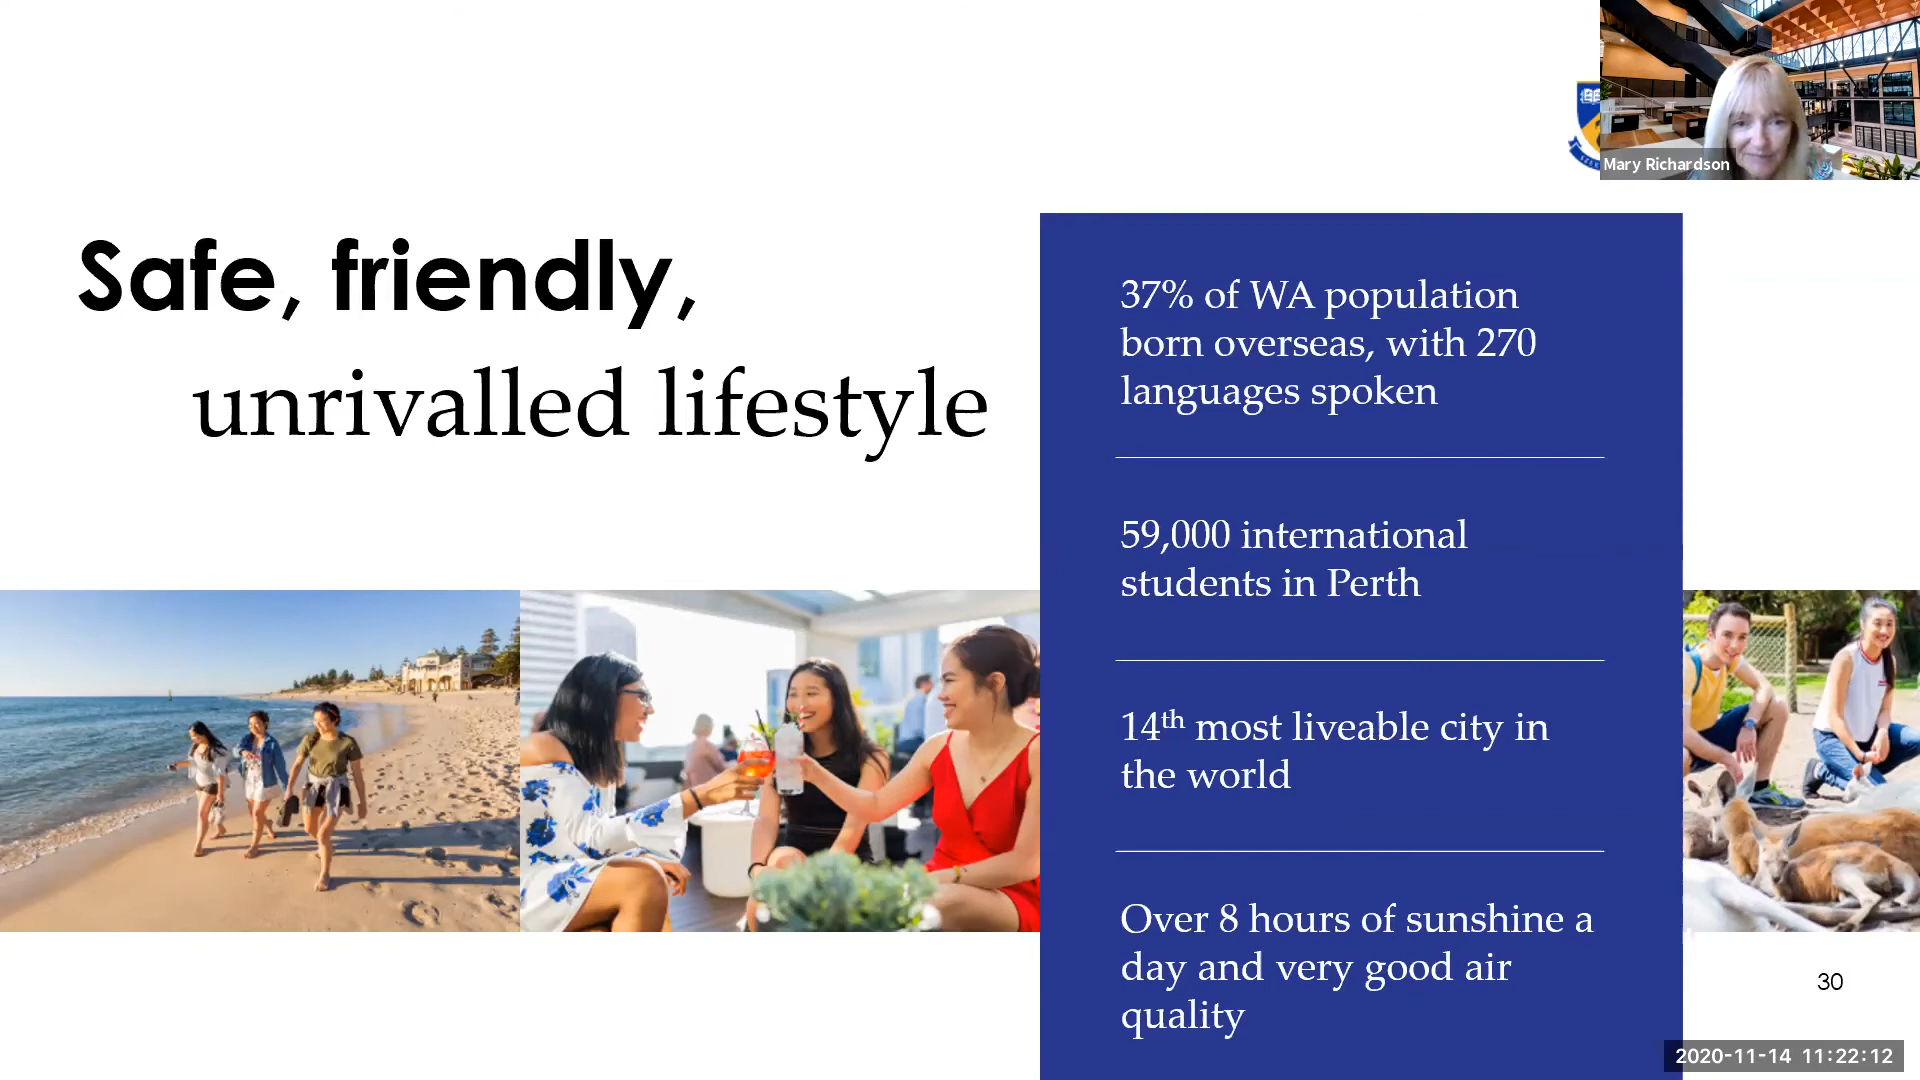 Mary Richardson
Safe, friendly,
unrivalled lifestyle
37% of WA population
born overseas, with 270
languages spoken
59,000 international
students in Perth
14th most liveable city in
the world
Over 8 hours of sunshine a
day and very good air
quality
30
2020-11-14 11:22:12